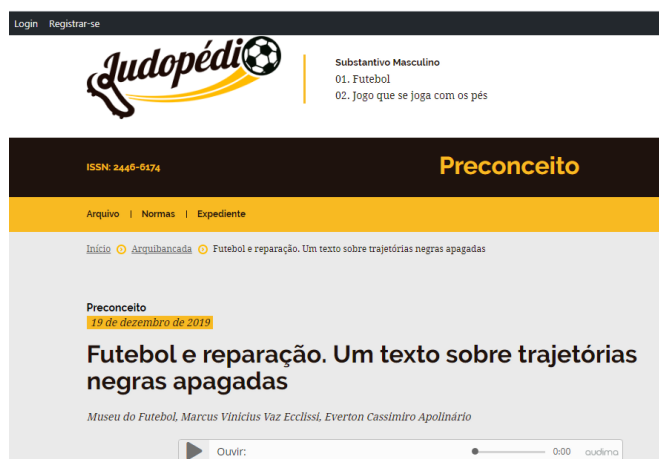 Login Registrar-se
Ludopédio
Substantivo Masculino
01. Futebol
02. Jogo que se joga com os pés
ISSN: 2446-6174
Preconceito
Arquivo | Normas | Expediente
Início Arquibancada Futebol e reparação. Um texto sobre trajetórias negras apagadas
Preconceito
19 de dezembro de 2019
Futebol e reparação. Um texto sobre trajetórias
negras apagadas
Museu do Futebol, Marcus Vinicius Vaz Ecclissi, Everton Cassimiro Apolinário
Ouvir: 0:00 audima